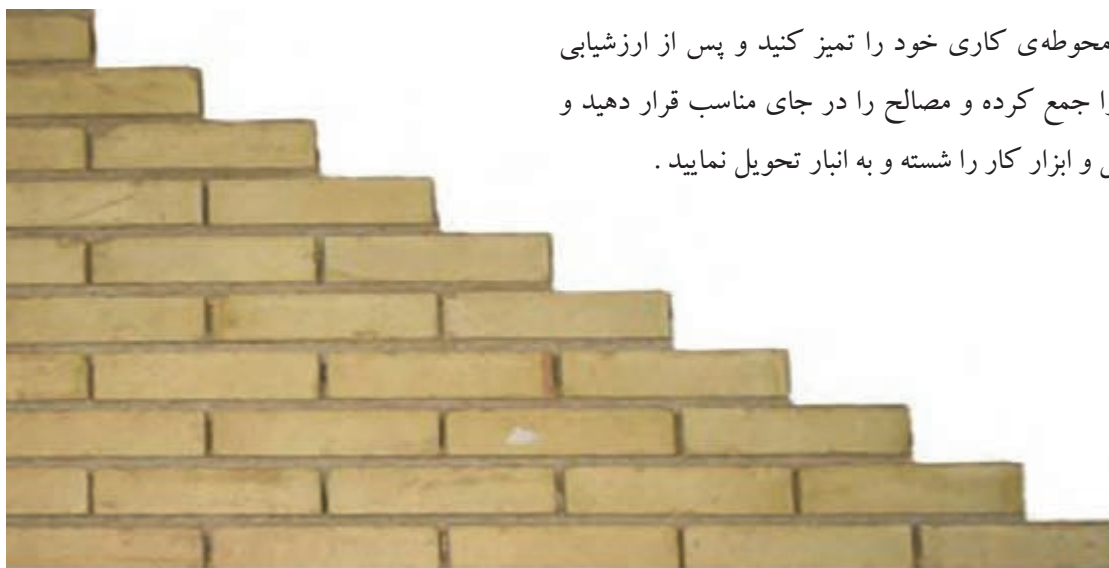 محوطه‌ی کاری خود را تمیز کنید و پس از ارزشیابی
را جمع کرده و مصالح را در جای مناسب قرار دهید و
و ابزار کار را شسته و به انبار تحویل نمایید .